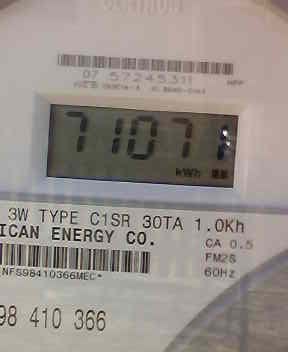 07 57245311
71071
kWh
3W TYPE C1SR 30TA 1.0Kh
ICAN ENERGY CO.
CA 0.5
FM2S
60Hz
NFS98410366MEC*
98 410 366